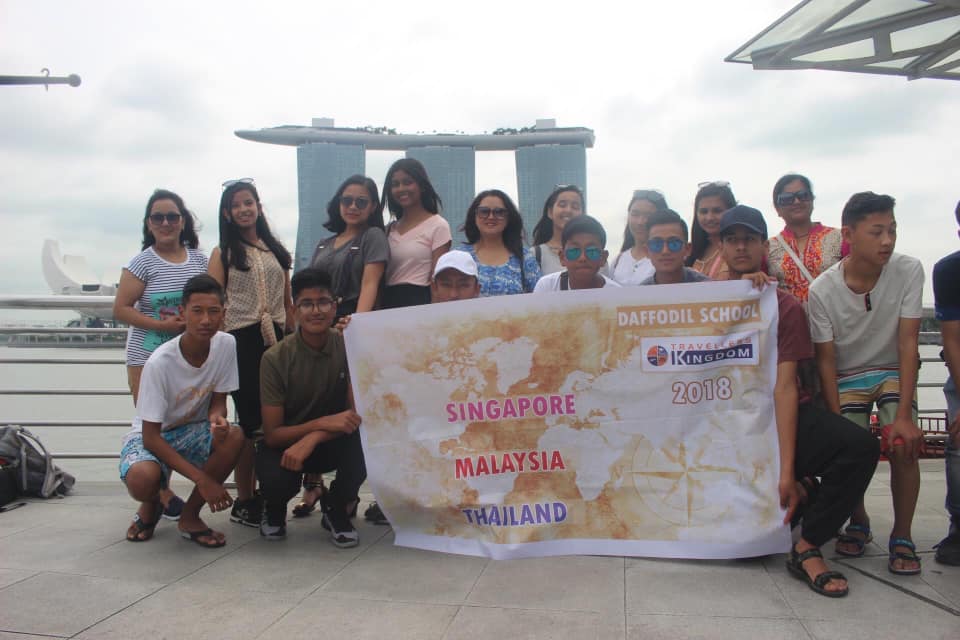 DAFFODIL SCHOOL
TRAVELLERS
KINGDOM
2018
SINGAPORE
MALAYSIA
THAILAND